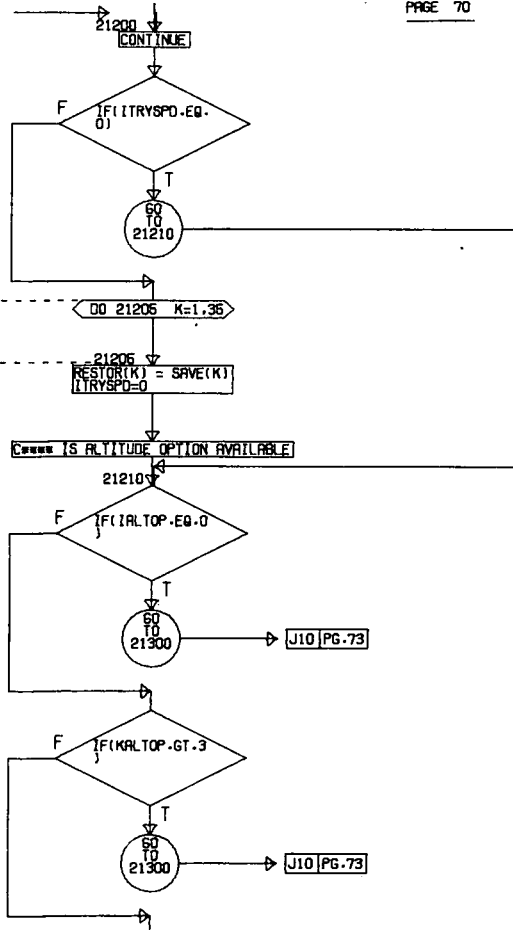 PAGE 70
21200
CONTINUE
F
IF(ITRYSPD.EQ.
0)
T
GO
TO
21210
DO 21205 K=1,35
21205
RESTOR(K) = SAVE(K)
ITRYSPD=0
C**** IS ALTITUDE OPTION AVAILABLE
21210
F
IF(IALTOP.EQ.0
)
T
GO
TO
21300
J10 PG.73
F
IF(KALTOP.GT.3
)
T
GO
TO
21300
J10 PG.73